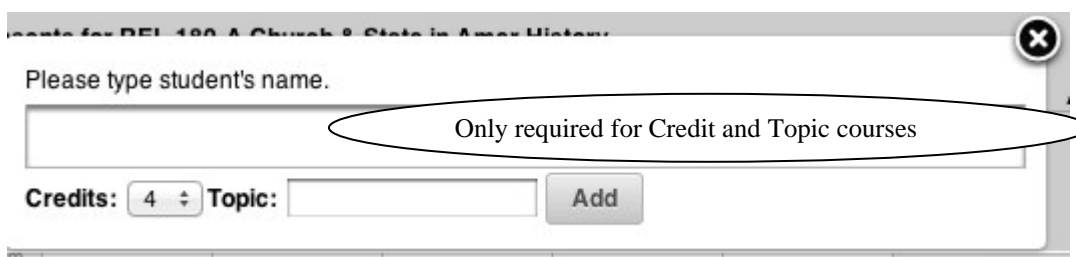 Please type student's name.
Only required for Credit and Topic courses
Credits: 4 Topic: Add